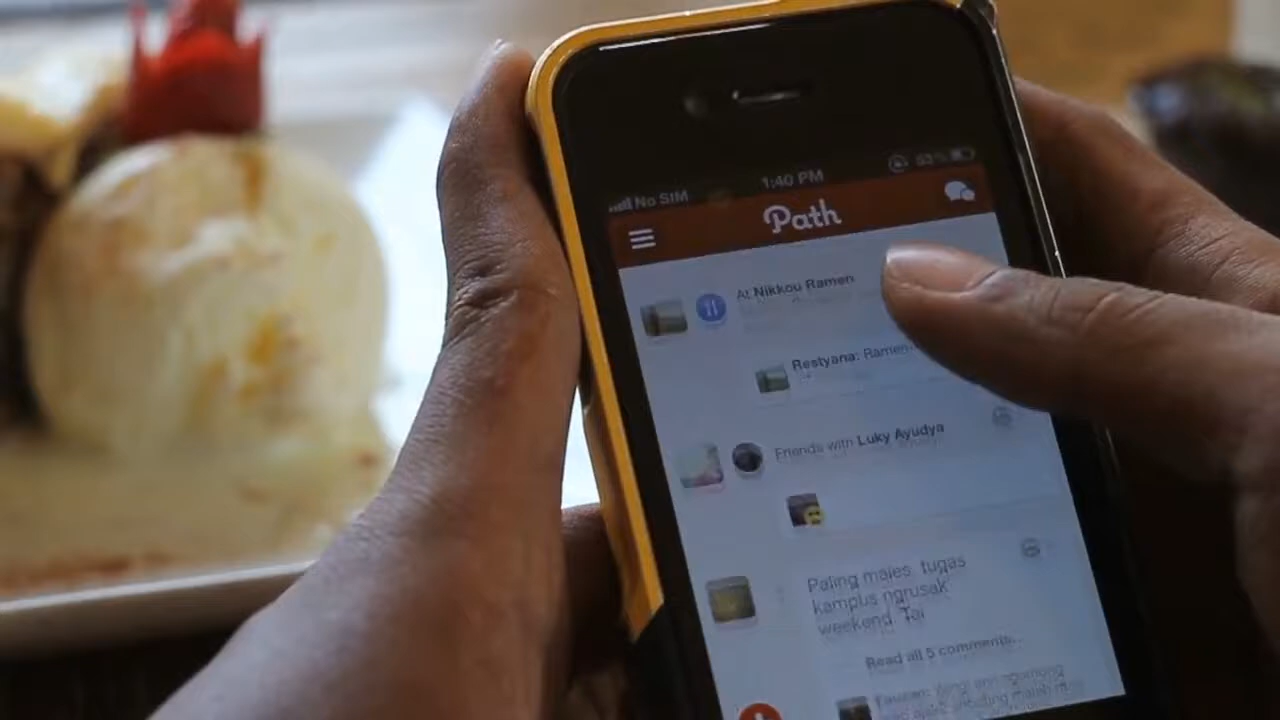 No SIM
1:40 PM
53%
Path
At Nikkou Ramen
Restyana: Ramen
Friends with Luky Ayudya
Paling males, tugas
kampus ngrusak
weekend. Tai
Read all 5 comments...